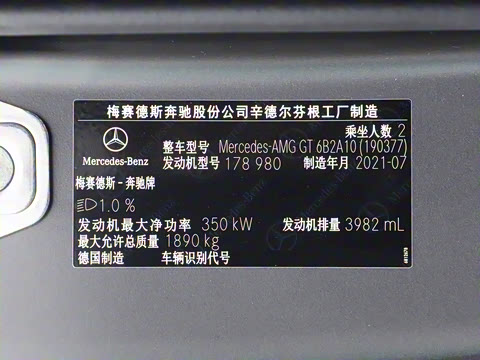 梅赛德斯奔驰股份公司辛德尔芬根工厂制造
乘坐人数 2
整车型号 Mercedes-AMG GT 6B2A10 (190377)
Mercedes-Benz
发动机型号 178 980 制造年月 2021-07
梅赛德斯-奔驰牌
1.0 %
发动机最大净功率 350 kW 发动机排量 3982 mL
最大允许总质量 1890 kg
德国制造 车辆识别代号